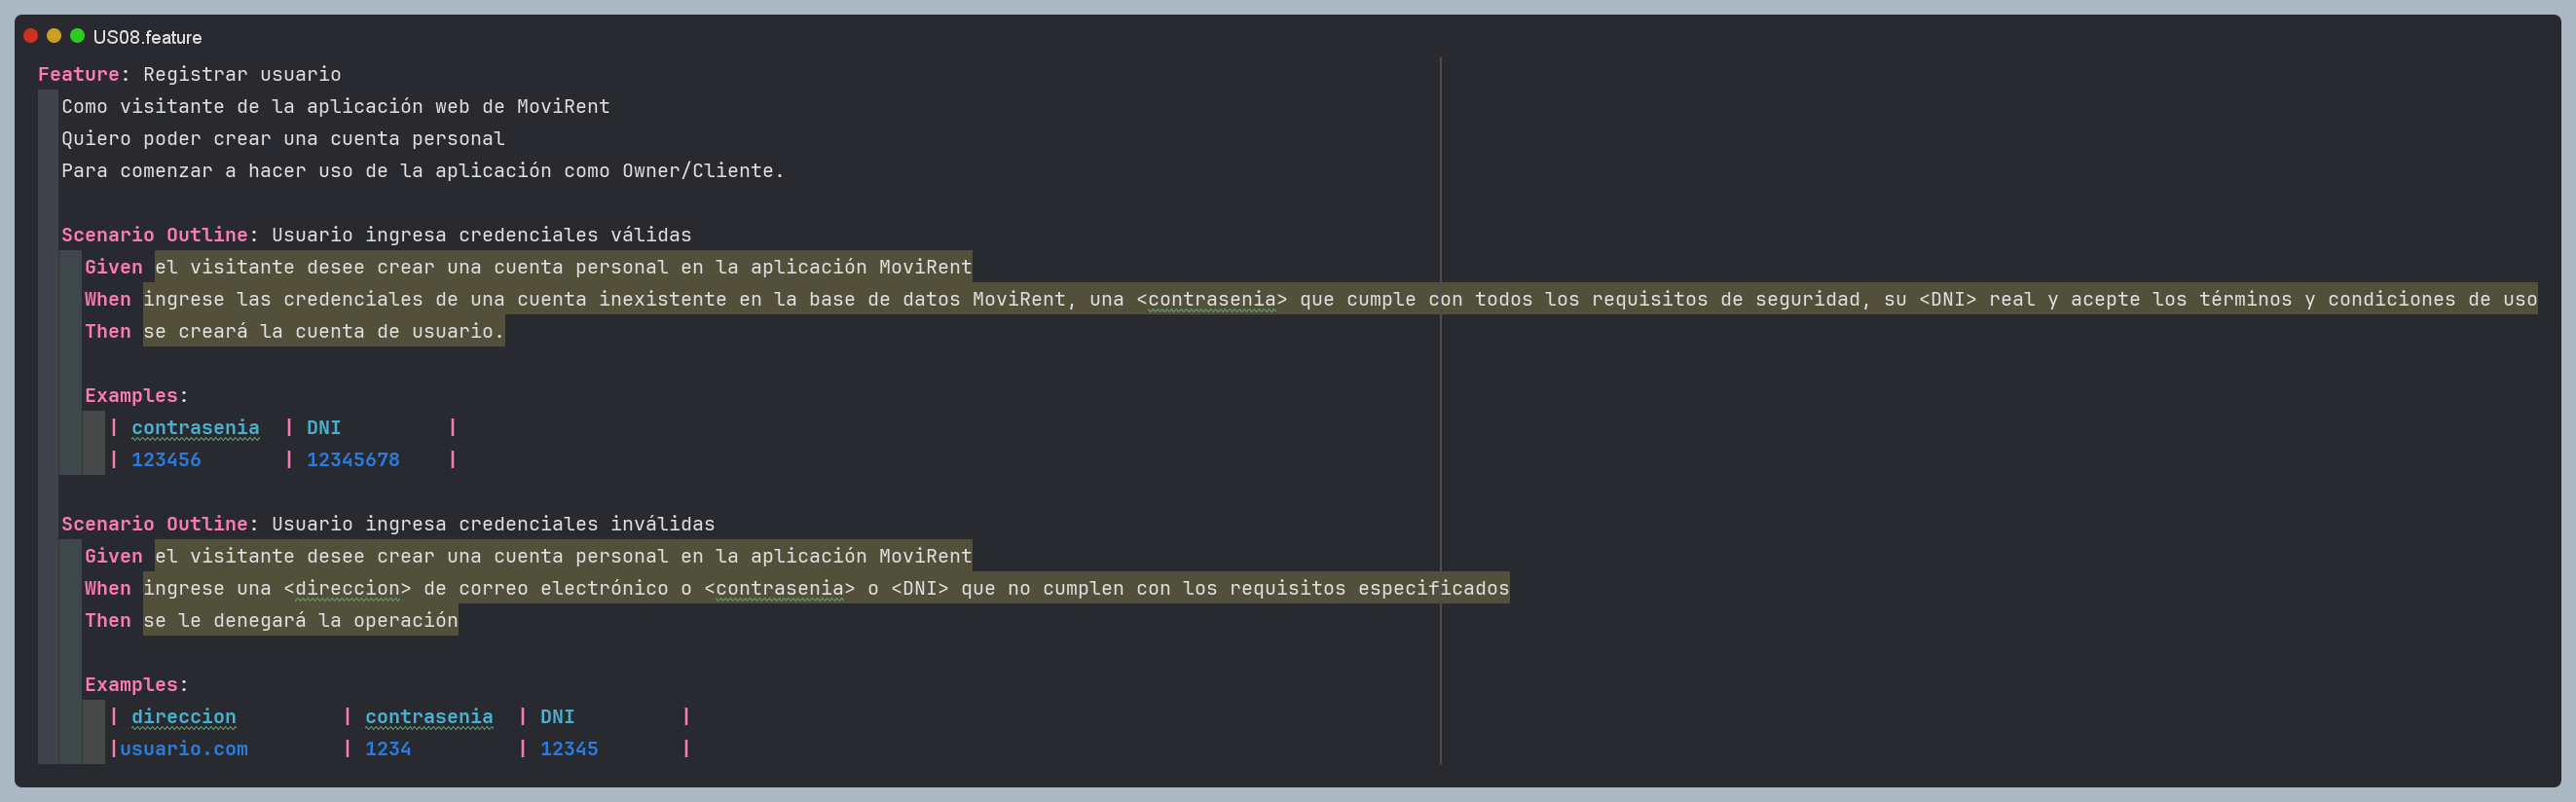 US08.feature
Feature: Registrar usuario
Como visitante de la aplicación web de MoviRent
Quiero poder crear una cuenta personal
Para comenzar a hacer uso de la aplicación como Owner/Cliente.
Scenario Outline: Usuario ingresa credenciales válidas
Given el visitante desee crear una cuenta personal en la aplicación MoviRent
When ingrese las credenciales de una cuenta inexistente en la base de datos MoviRent, una <contrasenia> que cumple con todos los requisitos de seguridad, su <DNI> real y acepte los términos y condiciones de uso
Then se creará la cuenta de usuario.
Examples:
| contrasenia | DNI |
| 123456 | 12345678 |
Scenario Outline: Usuario ingresa credenciales inválidas
Given el visitante desee crear una cuenta personal en la aplicación MoviRent
When ingrese una <direccion> de correo electrónico o <contrasenia> o <DNI> que no cumplen con los requisitos especificados
Then se le denegará la operación
Examples:
| direccion | contrasenia | DNI |
|usuario.com | 1234 | 12345 |